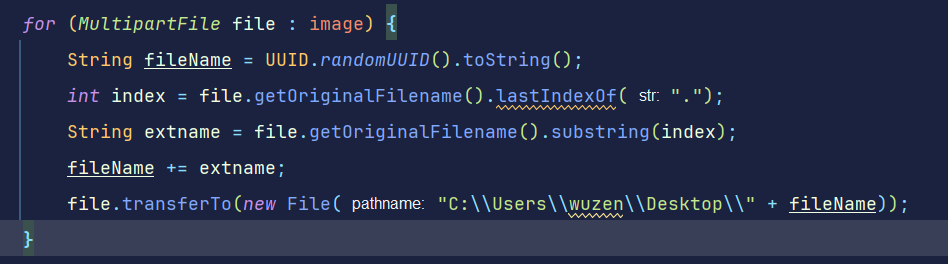 for (MultipartFile file : image) {
String fileName = UUID.randomUUID().toString();
int index = file.getOriginalFilename().lastIndexOf( str: ".");
String extname = file.getOriginalFilename().substring(index);
fileName += extname;
file.transferTo(new File( pathname: "C:\\Users\\wuzen\\Desktop\\" + fileName));
}